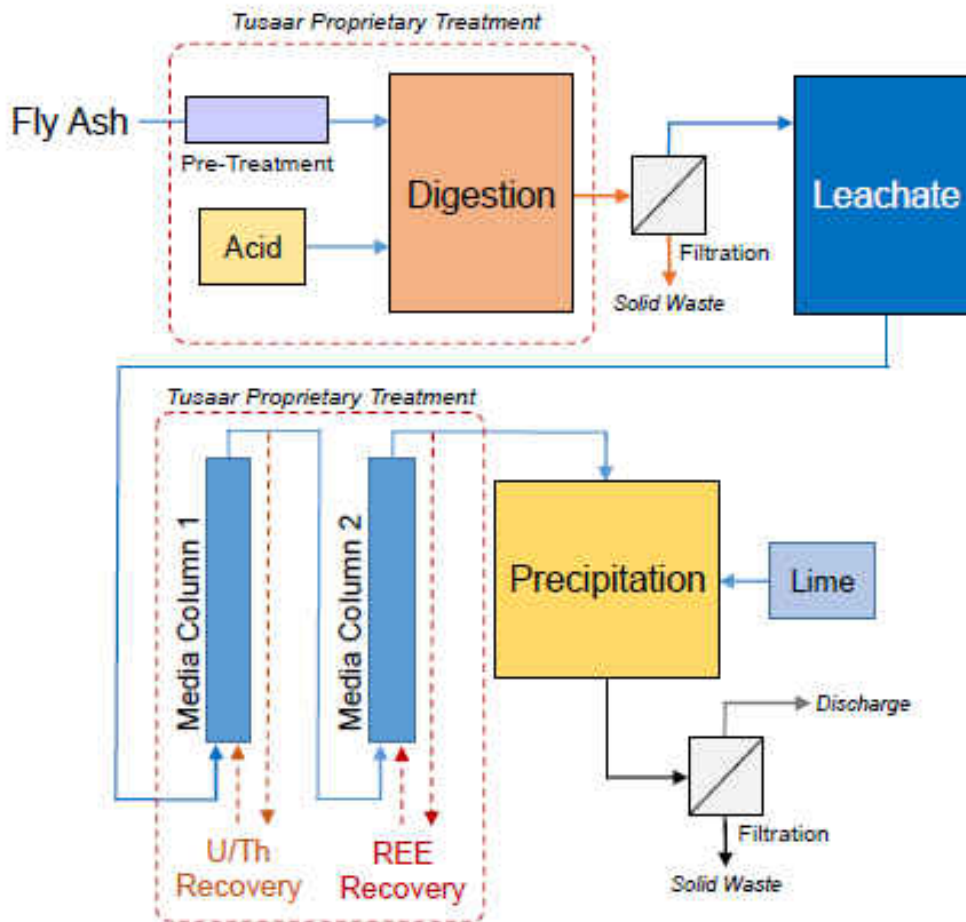 Tusaar Proprietary Treatment
Fly Ash
Pre-Treatment
Acid
Digestion
Filtration
Solid Waste
Leachate
Tusaar Proprietary Treatment
Media Column 1
Media Column 2
U/Th
Recovery
REE
Recovery
Precipitation
Lime
Discharge
Filtration
Solid Waste